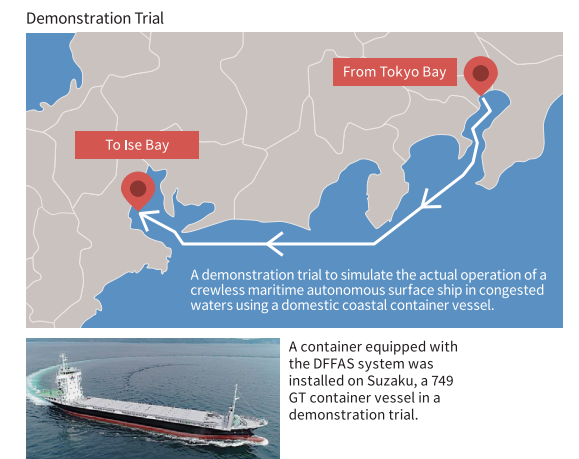 Demonstration Trial
From Tokyo Bay
To Ise Bay
A demonstration trial to simulate the actual operation of a
crewless maritime autonomous surface ship in congested
waters using a domestic coastal container vessel.
A container equipped with
the DFFAS system was
installed on Suzaku, a 749
GT container vessel in a
demonstration trial.